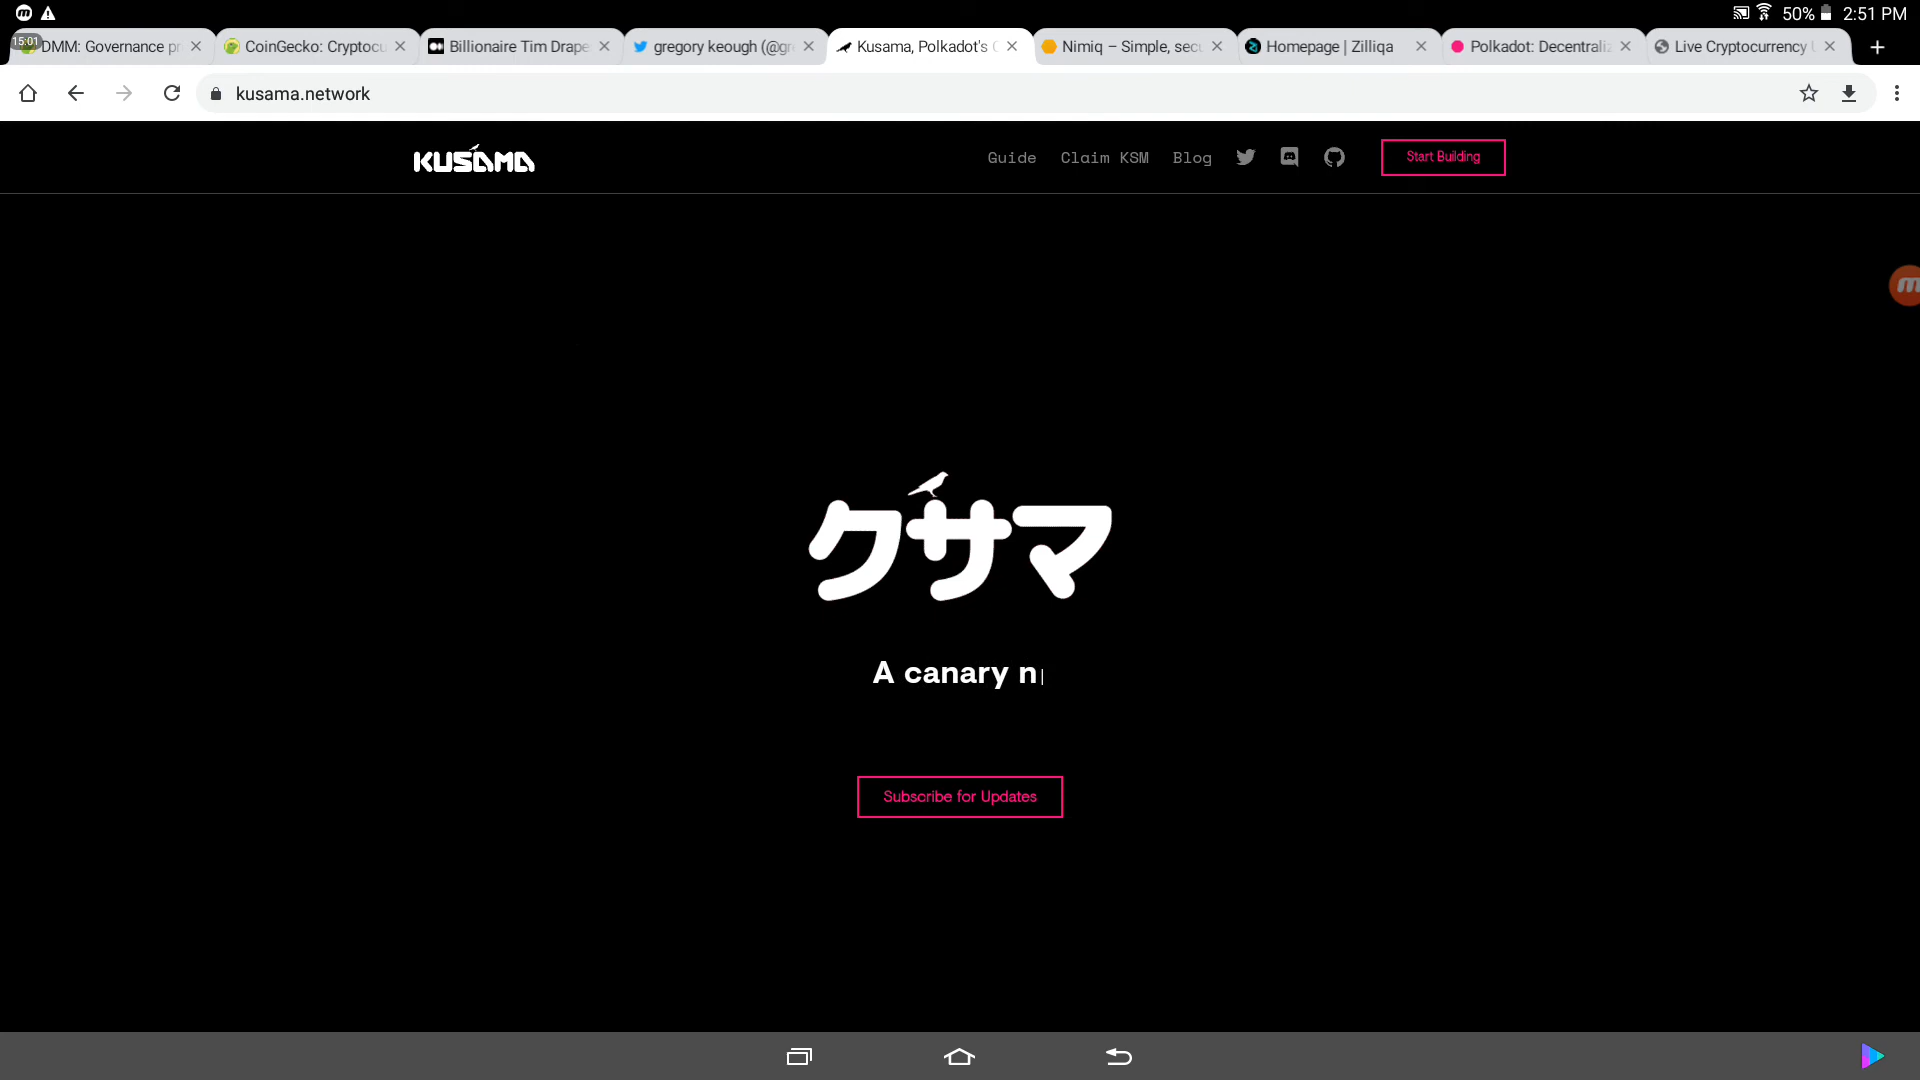 50% 2:51 PM
15:01
DMM: Governance pr
CoinGecko: Cryptocu
Billionaire Tim Drape
gregory keough (@gr
Kusama, Polkadot's
Nimiq – Simple, secu
Homepage | Zilliqa
Polkadot: Decentraliz
Live Cryptocurrency
kusama.network
KUSAMA
Guide
Claim KSM
Blog
Start Building
クサマ
A canary n
Subscribe for Updates